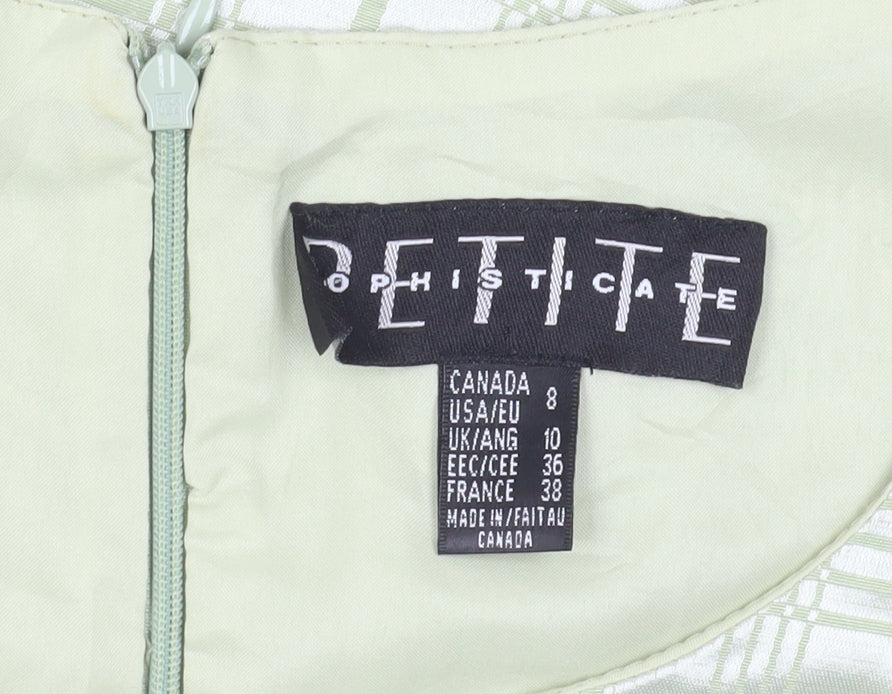 PETITE
OPHISTICATE
CANADA
USA/EU 8
UK/ANG 10
EEC/CEE 36
FRANCE 38
MADE IN/FAIT AU
CANADA